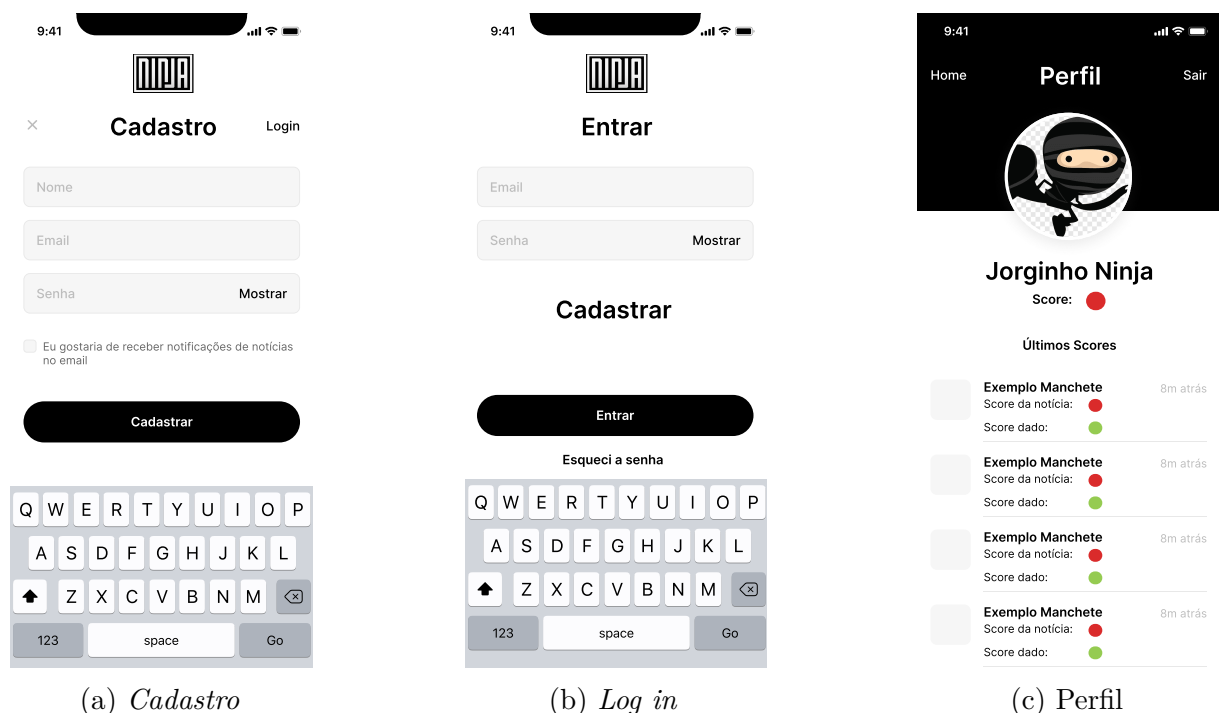 9:41
NINJA
Cadastro
Login
Nome
Email
Senha
Mostrar
Eu gostaria de receber notificações de notícias
no email
Cadastrar
Q W E R T Y U I O P
A S D F G H J K L
Z X C V B N M
123
space
Go
(a) Cadastro
9:41
NINJA
Entrar
Email
Senha
Mostrar
Cadastrar
Entrar
Esqueci a senha
Q W E R T Y U I O P
A S D F G H J K L
Z X C V B N M
123
space
Go
(b) Log in
9:41
Home
Perfil
Sair
Jorginho Ninja
Score:
Últimos Scores
Exemplo Manchete
8m atrás
Score da notícia:
Score dado:
Exemplo Manchete
8m atrás
Score da notícia:
Score dado:
Exemplo Manchete
8m atrás
Score da notícia:
Score dado:
Exemplo Manchete
8m atrás
Score da notícia:
Score dado:
(c) Perfil